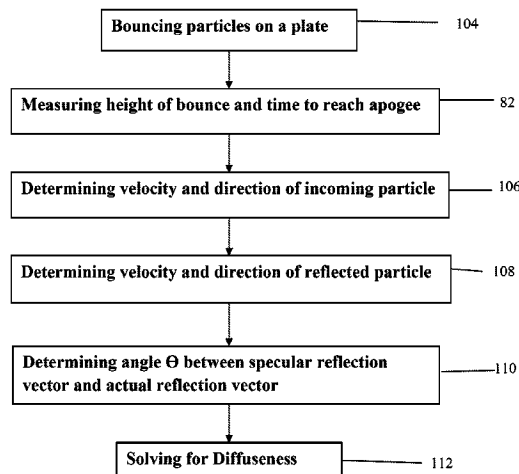 Bouncing particles on a plate
104
Measuring height of bounce and time to reach apogee
82
Determining velocity and direction of incoming particle
106
Determining velocity and direction of reflected particle
108
Determining angle Θ between specular reflection
vector and actual reflection vector
110
Solving for Diffuseness
112